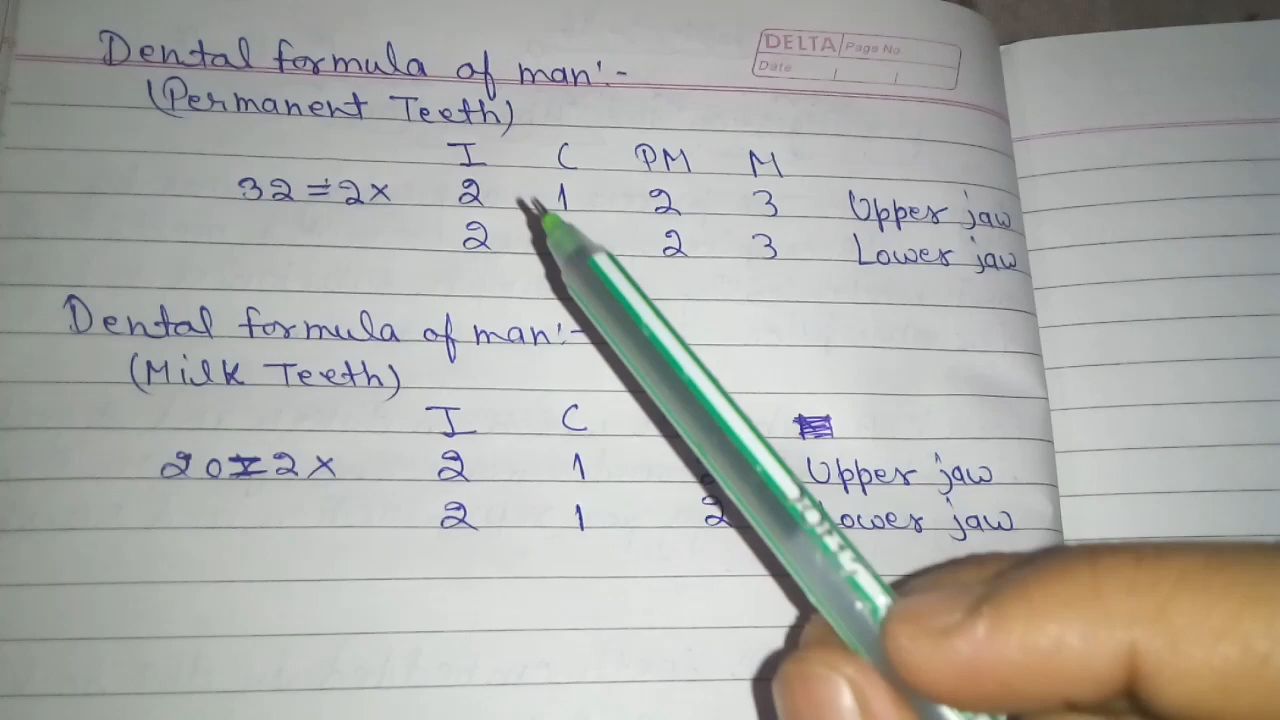 DELTA Page No.
Date
Dental formula of man:-
(Permanent Teeth)
I C PM M
32 = 2x 2 1 2 3 Upper jaw
2 2 3 Lower jaw
Dental formula of man:-
(Milk Teeth)
I C
20 = 2x 2 1 Upper jaw
2 1 2 Lower jaw